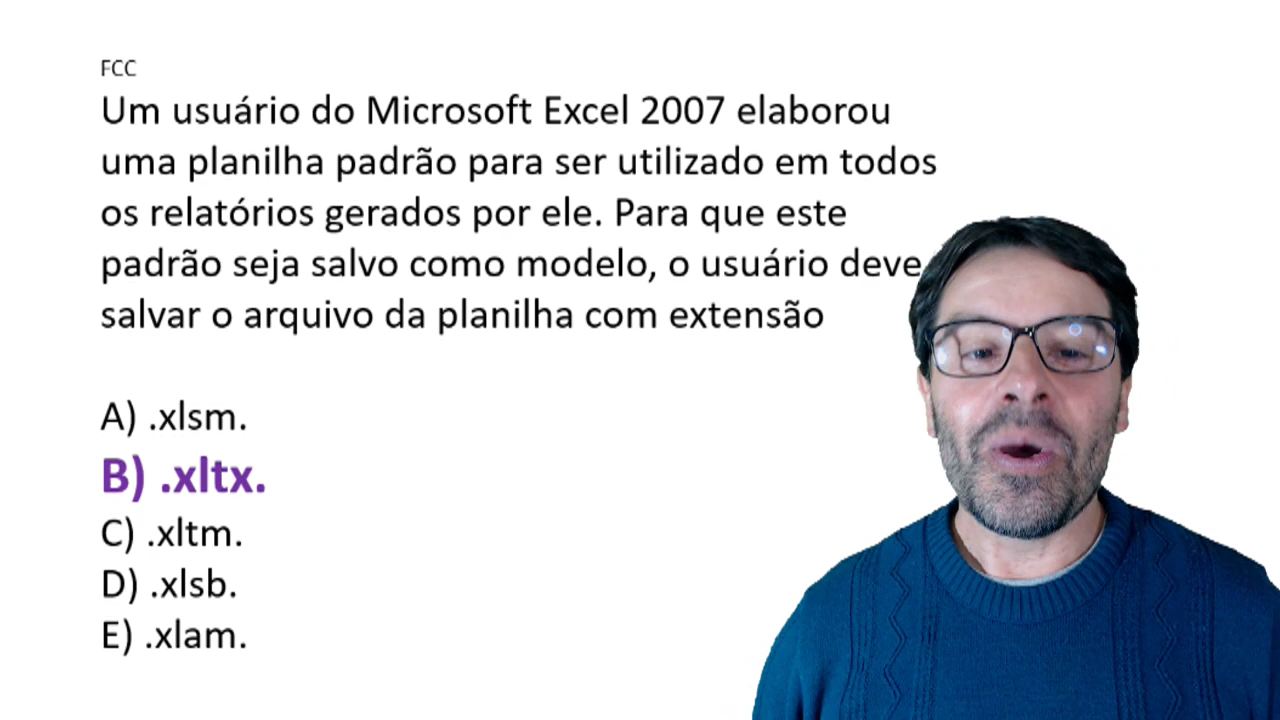 FCC
Um usuário do Microsoft Excel 2007 elaborou
uma planilha padrão para ser utilizado em todos
os relatórios gerados por ele. Para que este
padrão seja salvo como modelo, o usuário deve
salvar o arquivo da planilha com extensão
A) .xlsm.
B) .xltx.
C) .xltm.
D) .xlsb.
E) .xlam.